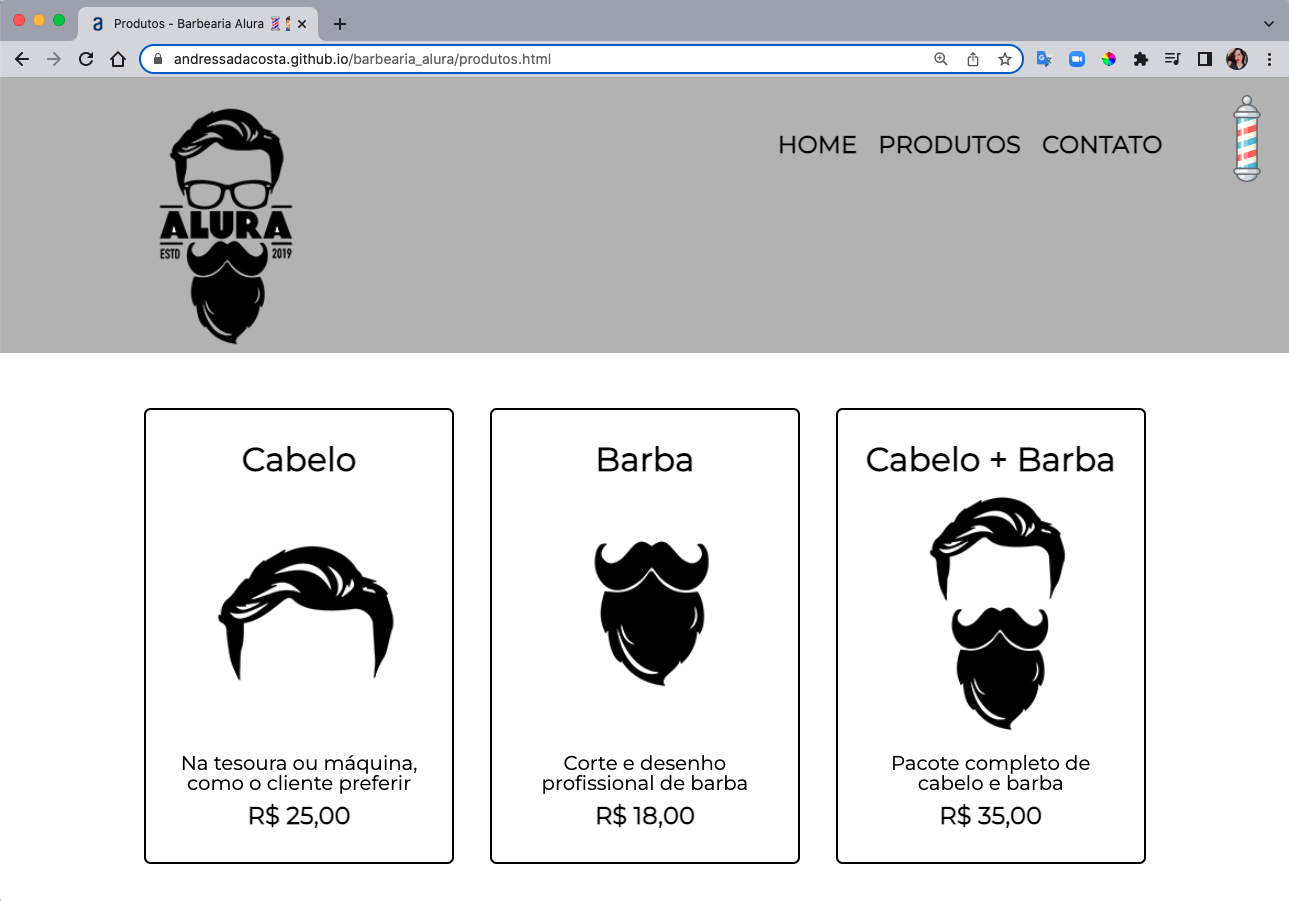 Produtos - Barbearia Alura
andressadacosta.github.io/barbearia_alura/produtos.html
HOME PRODUTOS CONTATO
ALURA
ESTD 2019
Cabelo
Na tesoura ou máquina,
como o cliente preferir
R$ 25,00
Barba
Corte e desenho
profissional de barba
R$ 18,00
Cabelo + Barba
Pacote completo de
cabelo e barba
R$ 35,00